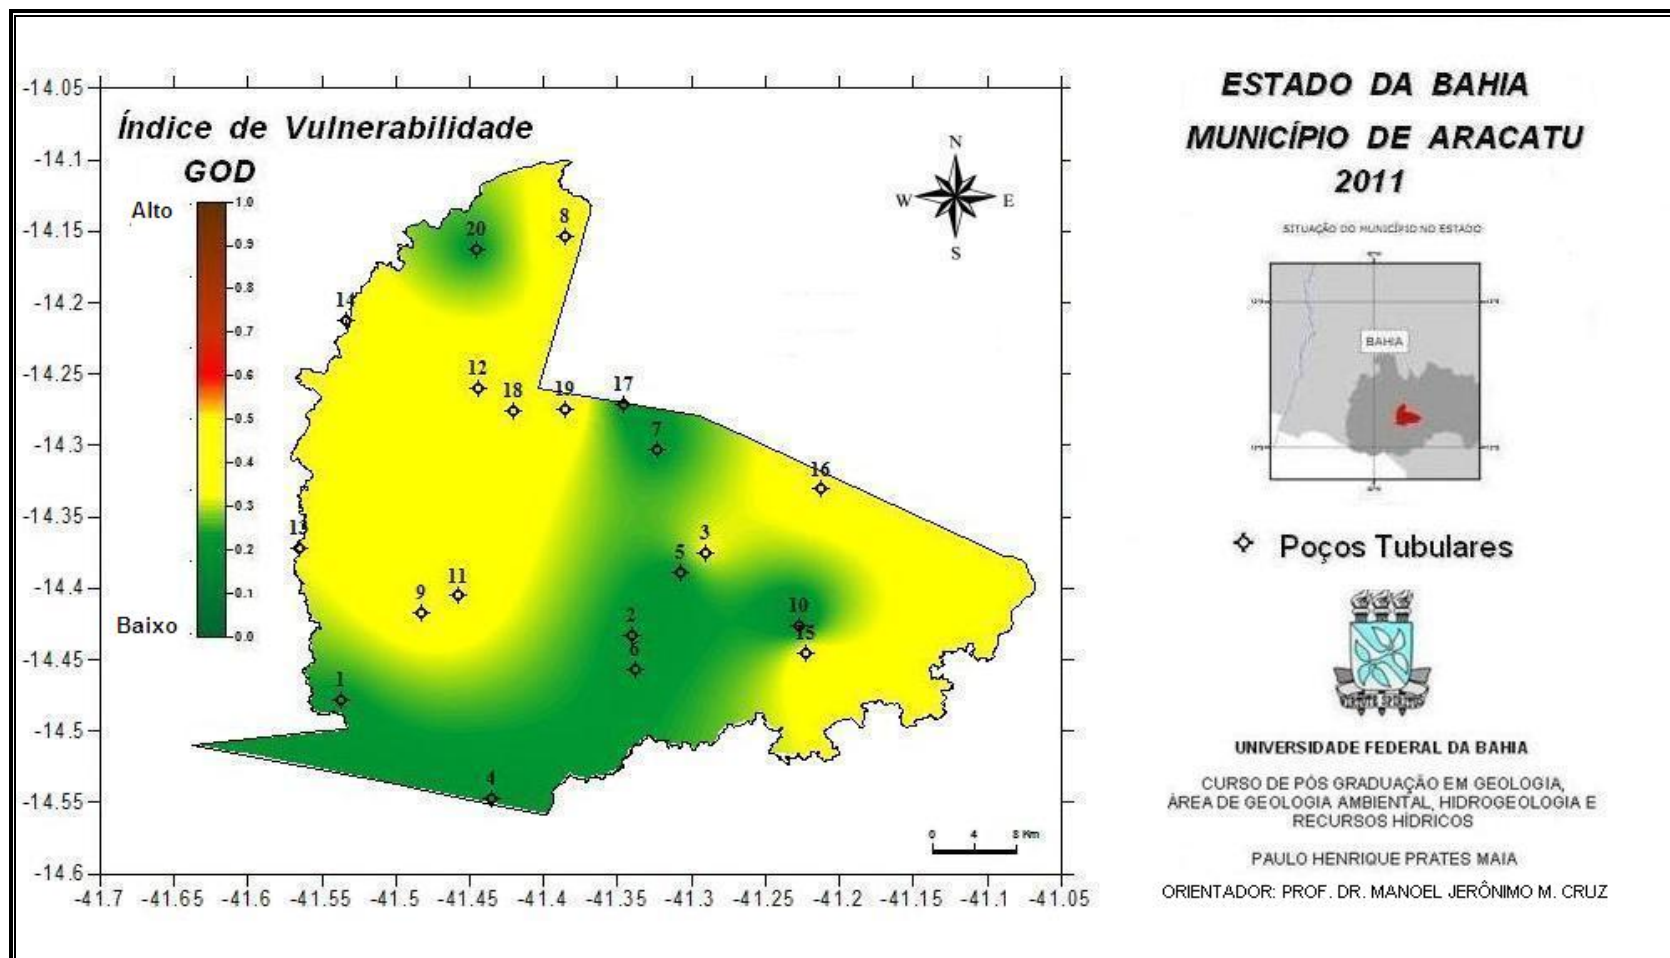 Índice de Vulnerabilidade
GOD
Alto
Baixo
1.0
0.9
0.8
0.7
0.6
0.5
0.4
0.3
0.2
0.1
0.0
-14.05
-14.1
-14.15
-14.2
-14.25
-14.3
-14.35
-14.4
-14.45
-14.5
-14.55
-14.6
-41.7 -41.65 -41.6 -41.55 -41.5 -41.45 -41.4 -41.35 -41.3 -41.25 -41.2 -41.15 -41.1 -41.05
N
W E
S
8
20
14
12
18
19
17
7
16
13
3
5
11
9
10
2
15
6
1
4
0 4 8 Km
ESTADO DA BAHIA
MUNICÍPIO DE ARACATU
2011
SITUAÇÃO DO MUNICÍPIO NO ESTADO
BAHIA
Poços Tubulares
VIRTUTE SPIRITUS
UNIVERSIDADE FEDERAL DA BAHIA
CURSO DE PÓS GRADUAÇÃO EM GEOLOGIA,
ÁREA DE GEOLOGIA AMBIENTAL, HIDROGEOLOGIA E
RECURSOS HÍDRICOS
PAULO HENRIQUE PRATES MAIA
ORIENTADOR: PROF. DR. MANOEL JERÔNIMO M. CRUZ